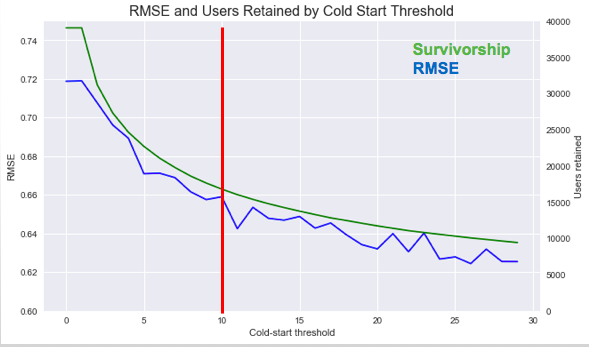 RMSE and Users Retained by Cold Start Threshold
Survivorship
RMSE
0.74
0.72
0.70
0.68
0.66
0.64
0.62
0.60
RMSE
40000
35000
30000
25000
20000
15000
10000
5000
0
Users retained
0 5 10 15 20 25 30
Cold-start threshold